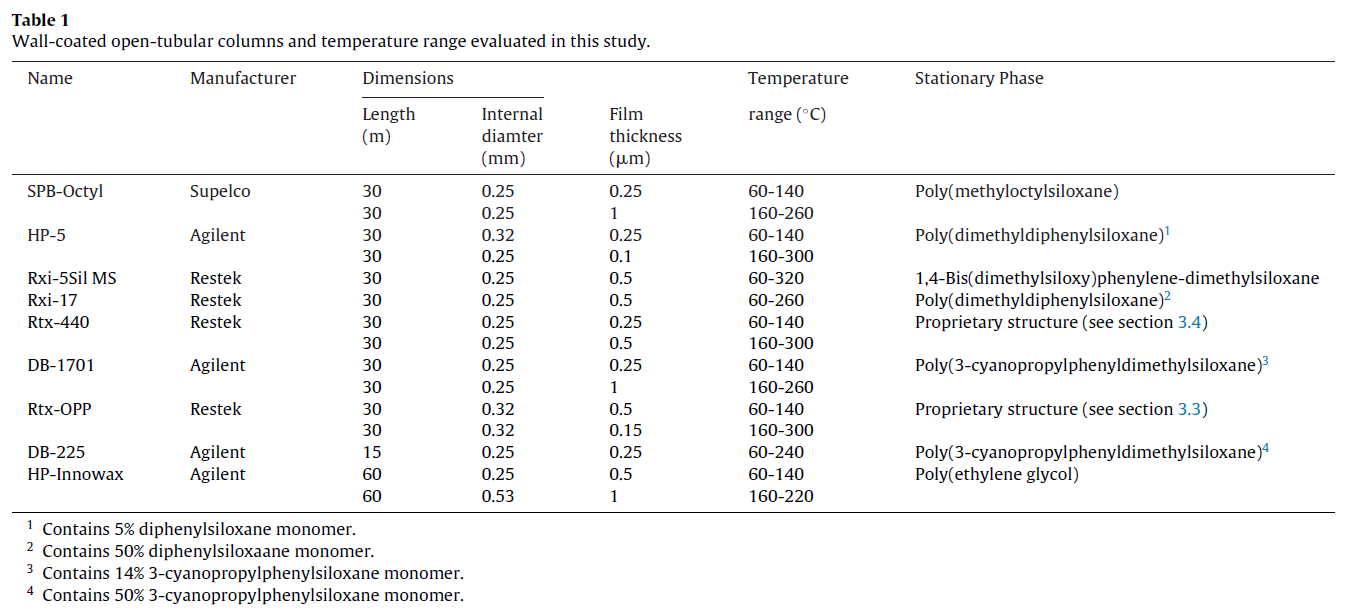 Table 1
Wall-coated open-tubular columns and temperature range evaluated in this study.
Name Manufacturer Dimensions Temperature Stationary Phase
Length Internal Film range (°C)
(m) diamter thickness
(mm) (μm)
SPB-Octyl Supelco 30 0.25 0.25 60-140 Poly(methyloctylsiloxane)
30 0.25 1 160-260
HP-5 Agilent 30 0.32 0.25 60-140 Poly(dimethyldiphenylsiloxane)1
30 0.25 0.1 160-300
Rxi-5Sil MS Restek 30 0.25 0.5 60-320 1,4-Bis(dimethylsiloxy)phenylene-dimethylsiloxane
Rxi-17 Restek 30 0.25 0.5 60-260 Poly(dimethyldiphenylsiloxane)2
Rtx-440 Restek 30 0.25 0.25 60-140 Proprietary structure (see section 3.4)
30 0.25 0.5 160-300
DB-1701 Agilent 30 0.25 0.25 60-140 Poly(3-cyanopropylphenyldimethylsiloxane)3
30 0.25 1 160-260
Rtx-OPP Restek 30 0.32 0.5 60-140 Proprietary structure (see section 3.3)
30 0.32 0.15 160-300
DB-225 Agilent 15 0.25 0.25 60-240 Poly(3-cyanopropylphenyldimethylsiloxane)4
HP-Innowax Agilent 60 0.25 0.5 60-140 Poly(ethylene glycol)
60 0.53 1 160-220
1 Contains 5% diphenylsiloxane monomer.
2 Contains 50% diphenylsiloxaane monomer.
3 Contains 14% 3-cyanopropylphenylsiloxane monomer.
4 Contains 50% 3-cyanopropylphenylsiloxane monomer.